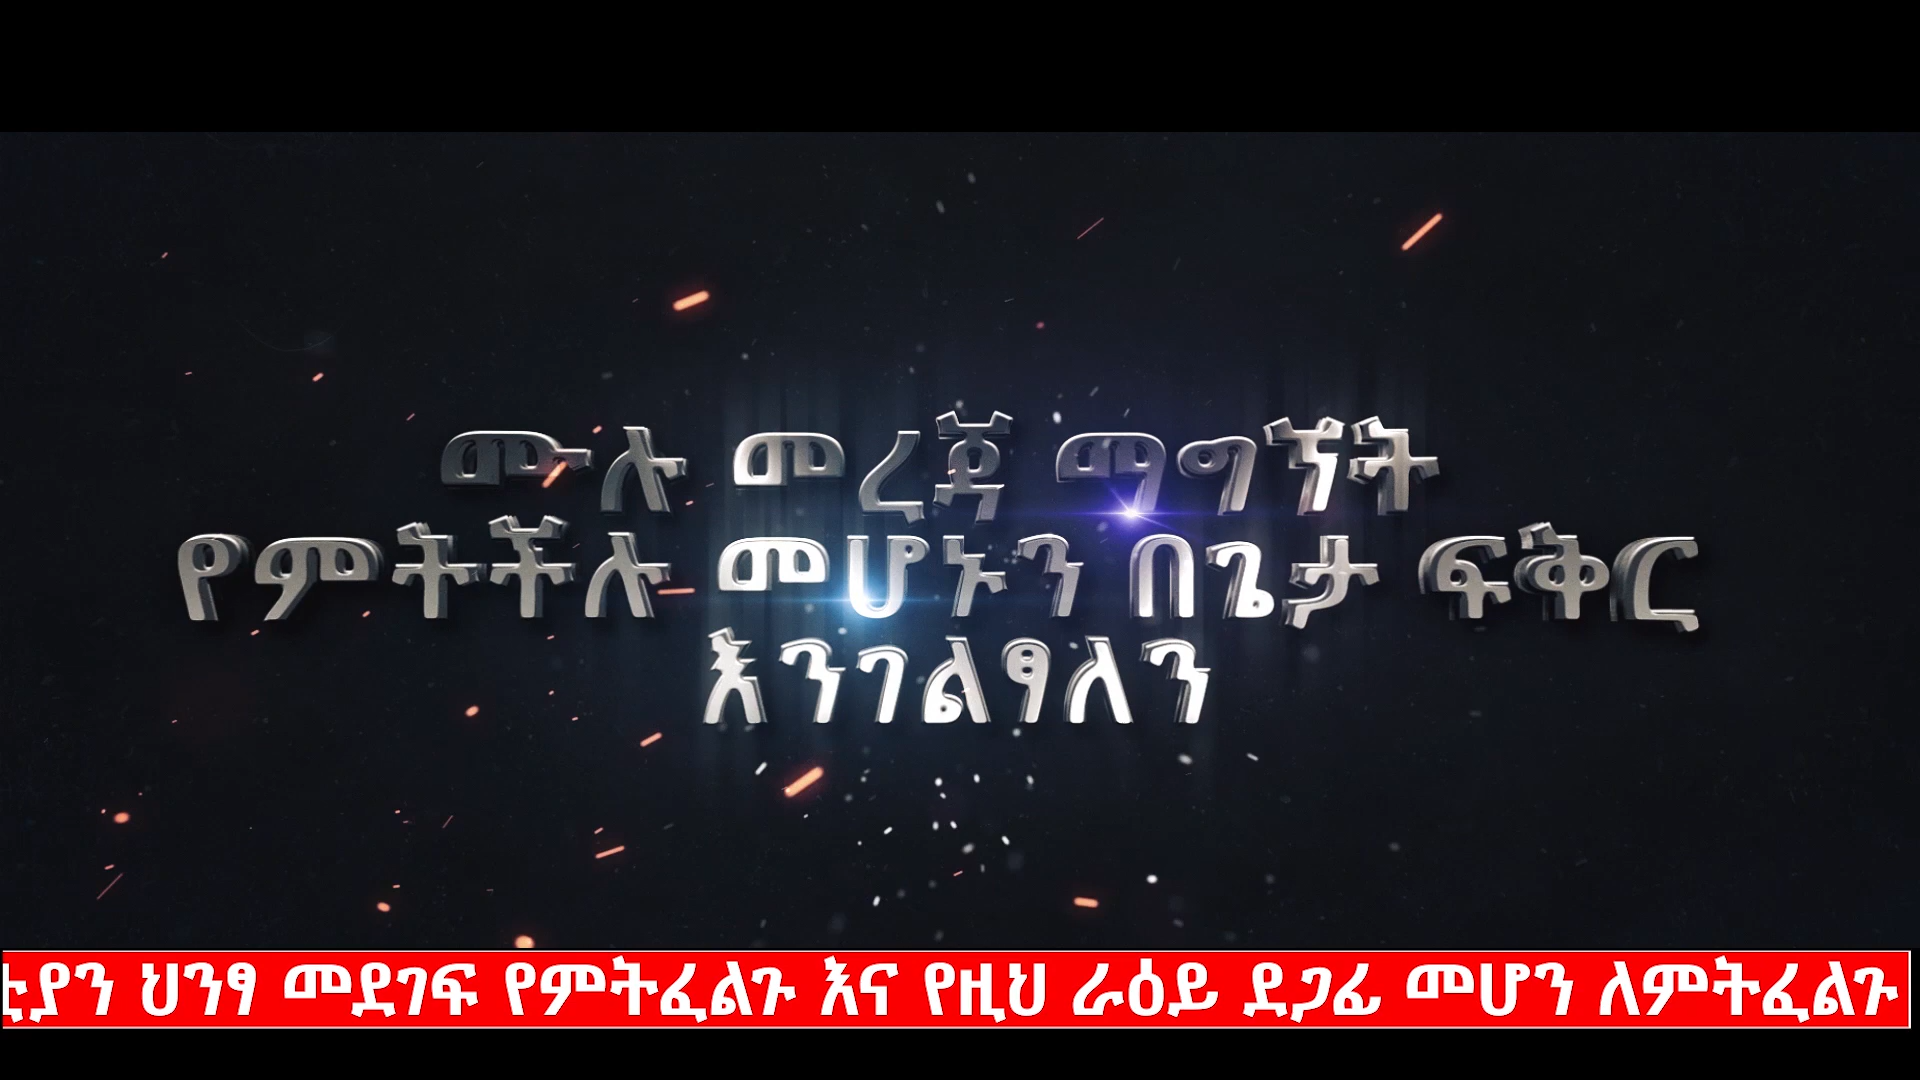 ሙሉ መረጃ ማግኘት
የምትችሉ መሆኑን በጌታ ፍቅር
እንገልፃለን
ህንፃ መደገፍ የምትፈልጉ እና የዚህ ራዕይ ደጋፊ መሆን ለምትፈልጉ